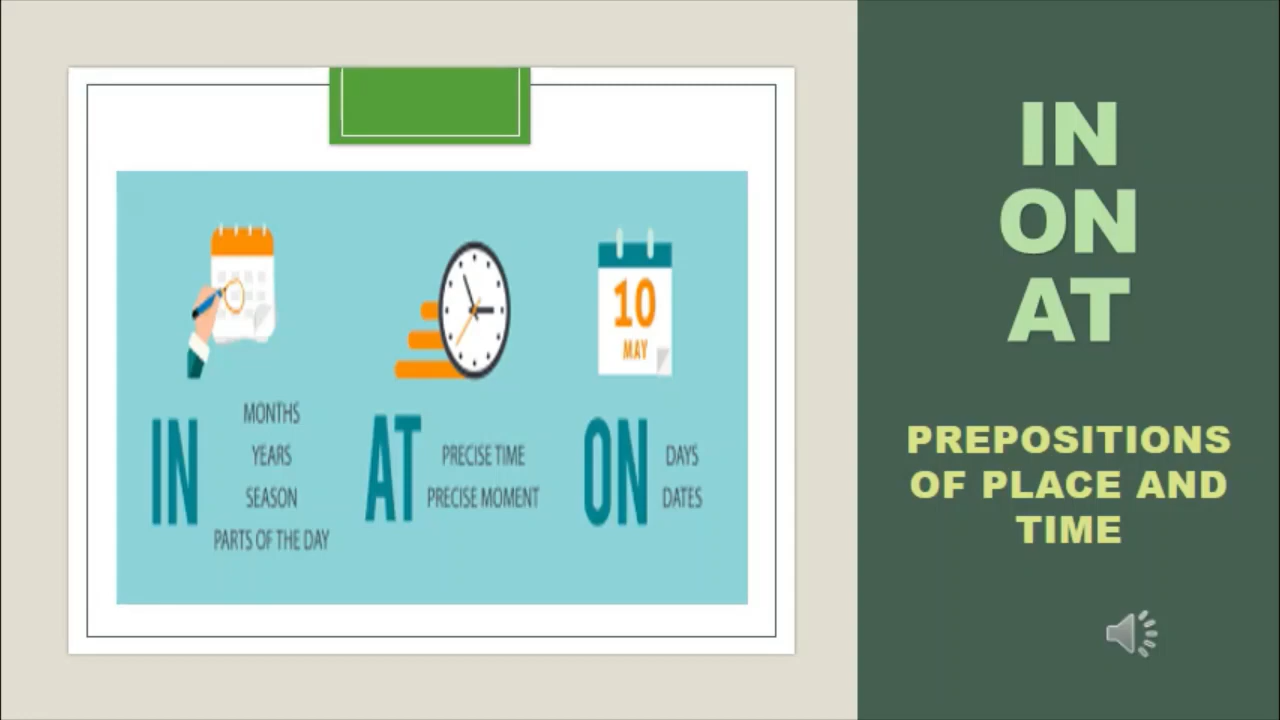 10
MAY
IN
MONTHS
YEARS
SEASON
PARTS OF THE DAY
AT
PRECISE TIME
PRECISE MOMENT
ON
DAYS
DATES
IN
ON
AT
PREPOSITIONS
OF PLACE AND
TIME